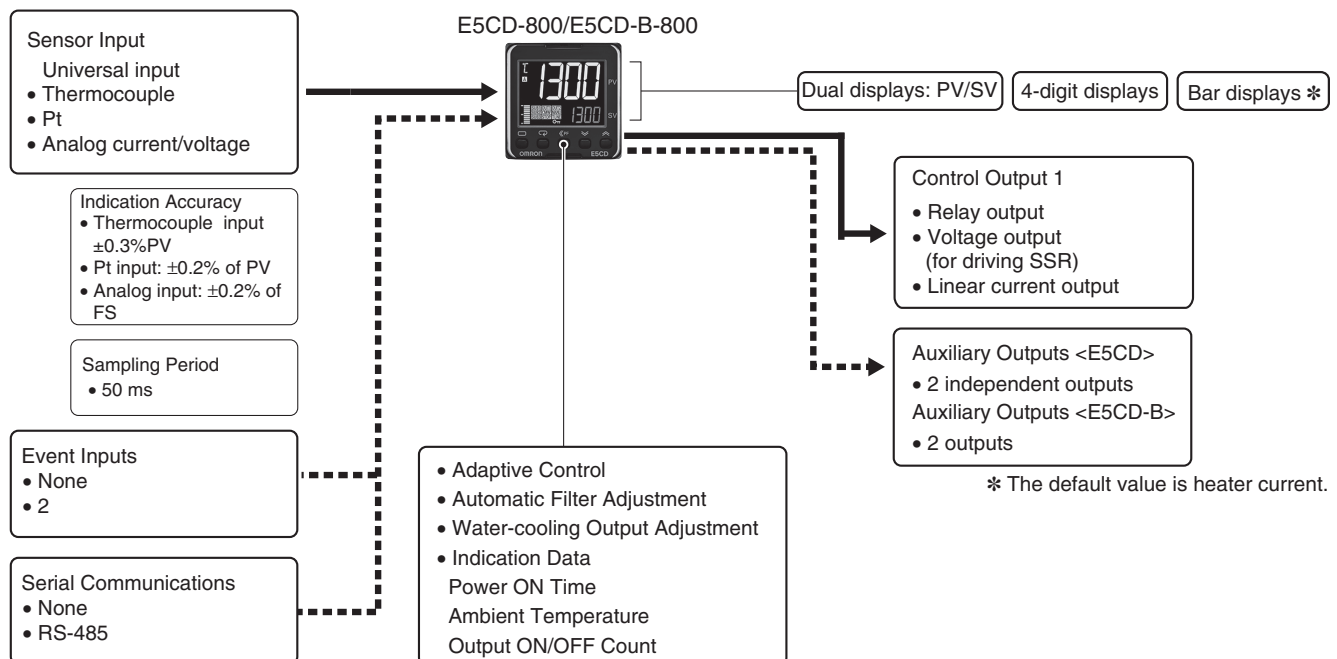 E5CD-800/E5CD-B-800
Sensor Input
Universal input
• Thermocouple
• Pt
• Analog current/voltage
Indication Accuracy
• Thermocouple input
±0.3%PV
• Pt input: ±0.2% of PV
• Analog input: ±0.2% of
FS
Sampling Period
• 50 ms
Event Inputs
• None
• 2
Serial Communications
• None
• RS-485
1300
PV
1300
SV
PF
OMRON E5CD
Dual displays: PV/SV
4-digit displays
Bar displays ✻
Control Output 1
• Relay output
• Voltage output
(for driving SSR)
• Linear current output
Auxiliary Outputs <E5CD>
• 2 independent outputs
Auxiliary Outputs <E5CD-B>
• 2 outputs
✻ The default value is heater current.
• Adaptive Control
• Automatic Filter Adjustment
• Water-cooling Output Adjustment
• Indication Data
Power ON Time
Ambient Temperature
Output ON/OFF Count